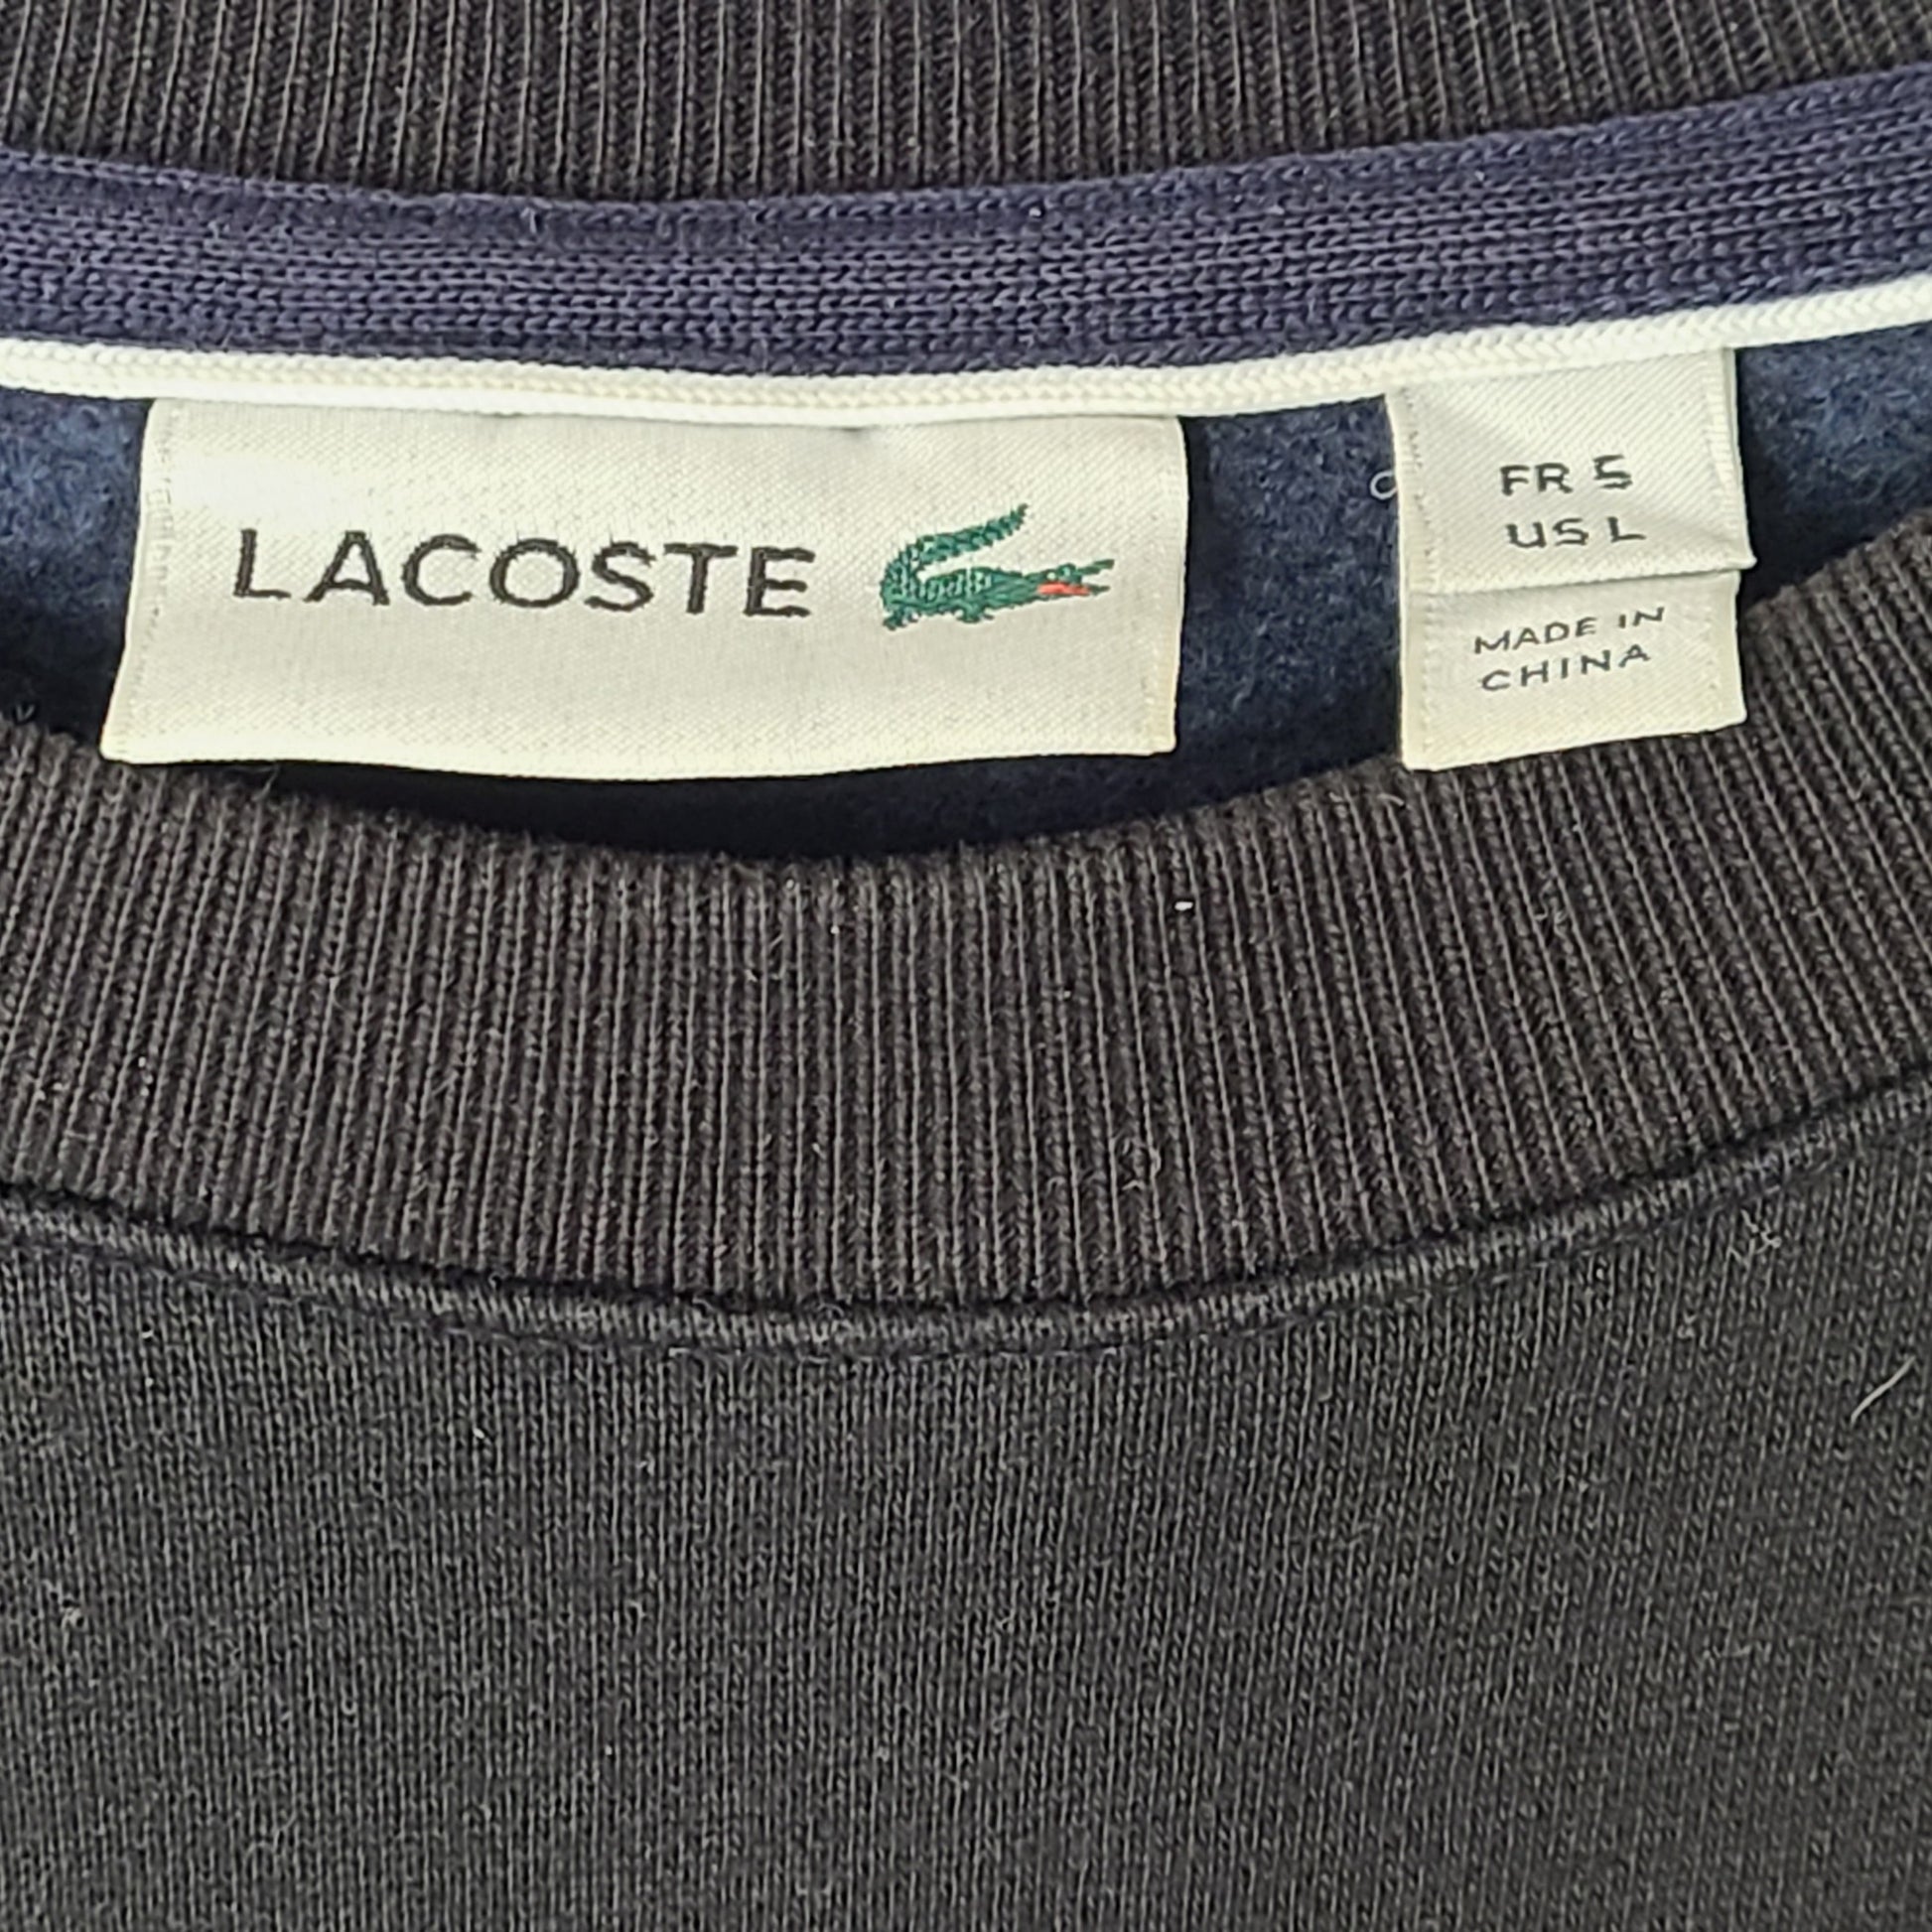 LACOSTE
FR 5
US L
MADE IN
CHINA